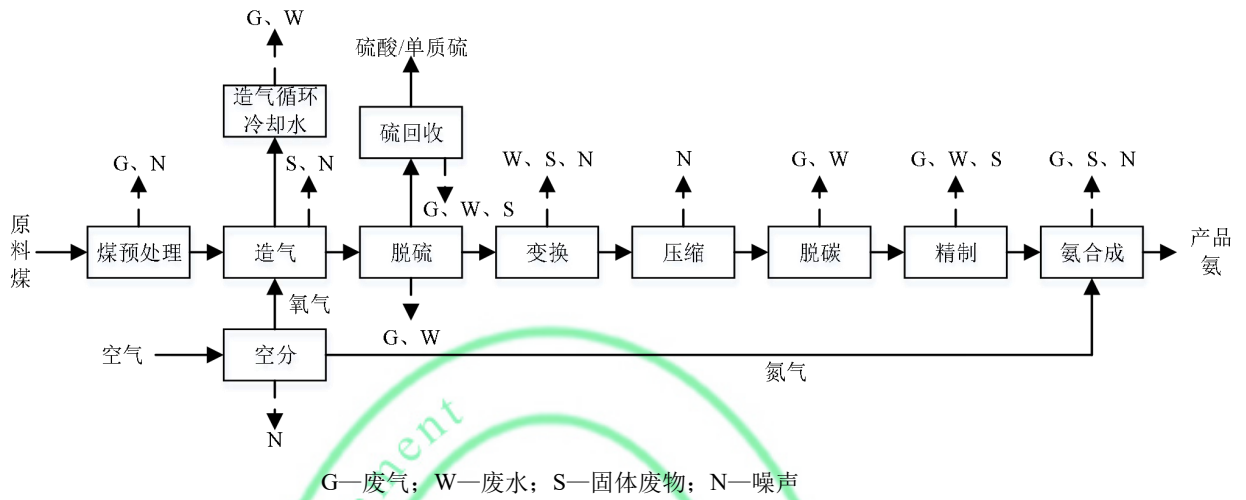 G、W
硫酸/单质硫
造气循环
冷却水
硫回收
G、N
S、N
G、W、S
W、S、N
N
G、W
G、W、S
G、S、N
原
料
煤
煤预处理
造气
脱硫
变换
压缩
脱碳
精制
氨合成
产品
氨
氧气
G、W
空气
空分
氮气
N
ment
G—废气；W—废水；S—固体废物；N—噪声